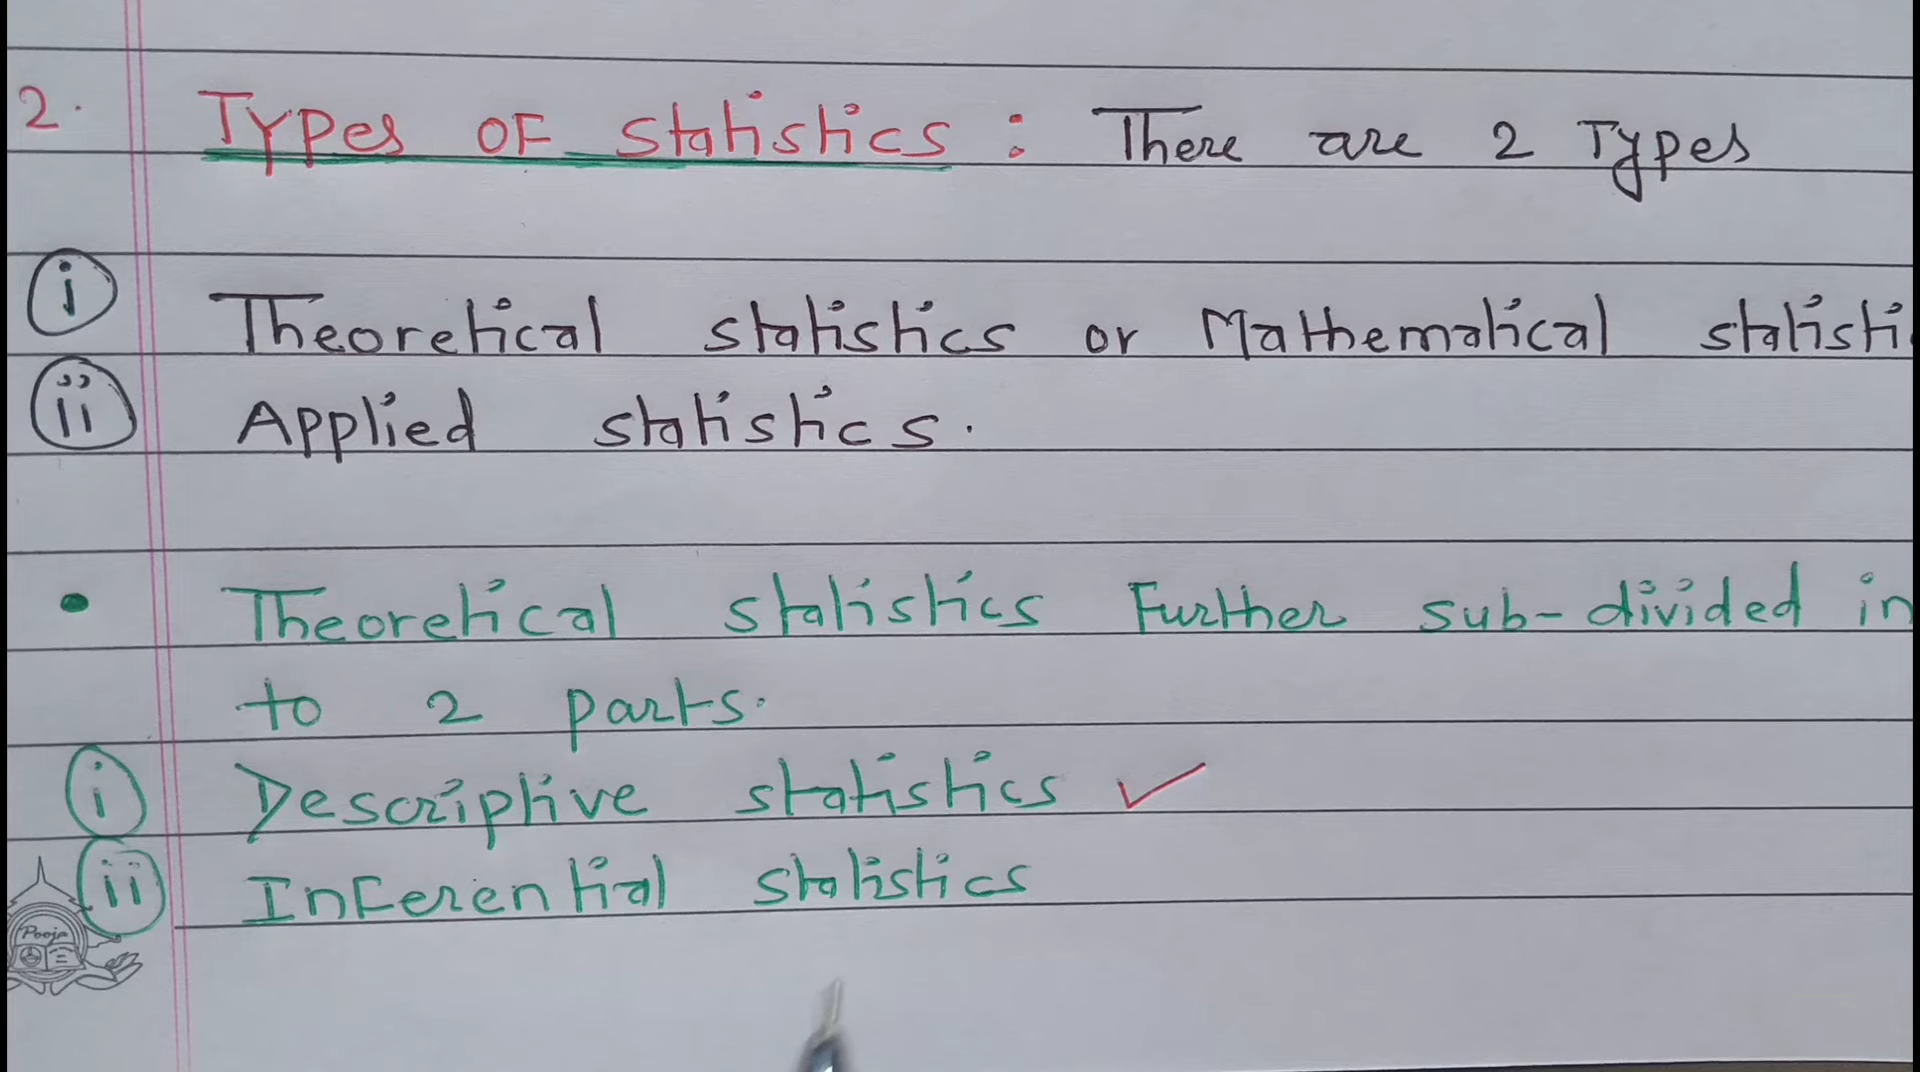 2. Types OF Statistics : There are 2 Types
i Theoretical statistics or Mathematical statisti
ii Applied statistics.
• Theoretical statistics Further sub-divided in
to 2 parts.
i Descriptive statistics ✓
ii Inferential statistics
Pooja